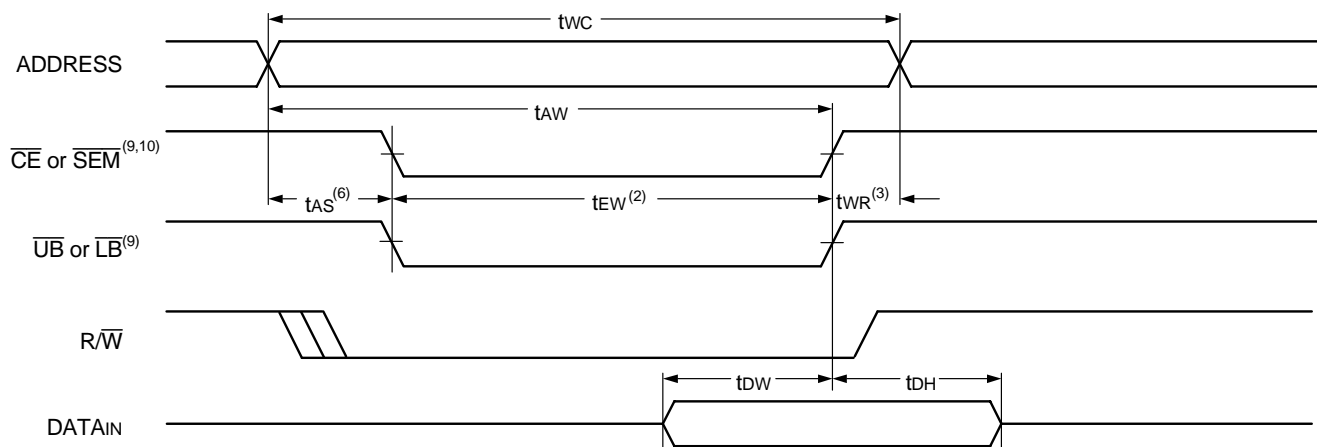 tWC
ADDRESS
tAW
CE or SEM(9,10)
tAS(6)
tEW(2)
tWR(3)
UB or LB(9)
R/W
tDW
tDH
DATAIN